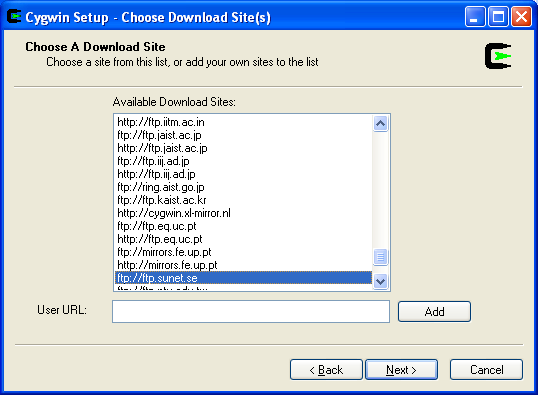 Cygwin Setup - Choose Download Site(s)
Choose A Download Site
Choose a site from this list, or add your own sites to the list
Available Download Sites:
http://ftp.iitm.ac.in
ftp://ftp.jaist.ac.jp
http://ftp.jaist.ac.jp
ftp://ftp.iij.ad.jp
http://ftp.iij.ad.jp
ftp://ring.aist.go.jp
ftp://ftp.kaist.ac.kr
http://cygwin.xl-mirror.nl
ftp://ftp.eq.uc.pt
http://ftp.eq.uc.pt
ftp://mirrors.fe.up.pt
http://mirrors.fe.up.pt
ftp://ftp.sunet.se
User URL:
Add
< Back
Next >
Cancel